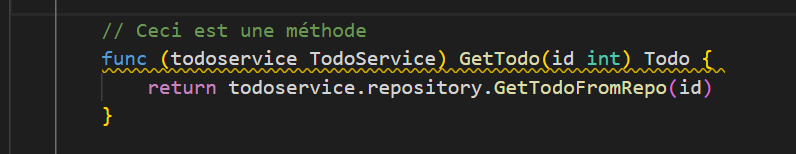 // Ceci est une méthode
func (todoservice TodoService) GetTodo(id int) Todo {
return todoservice.repository.GetTodoFromRepo(id)
}